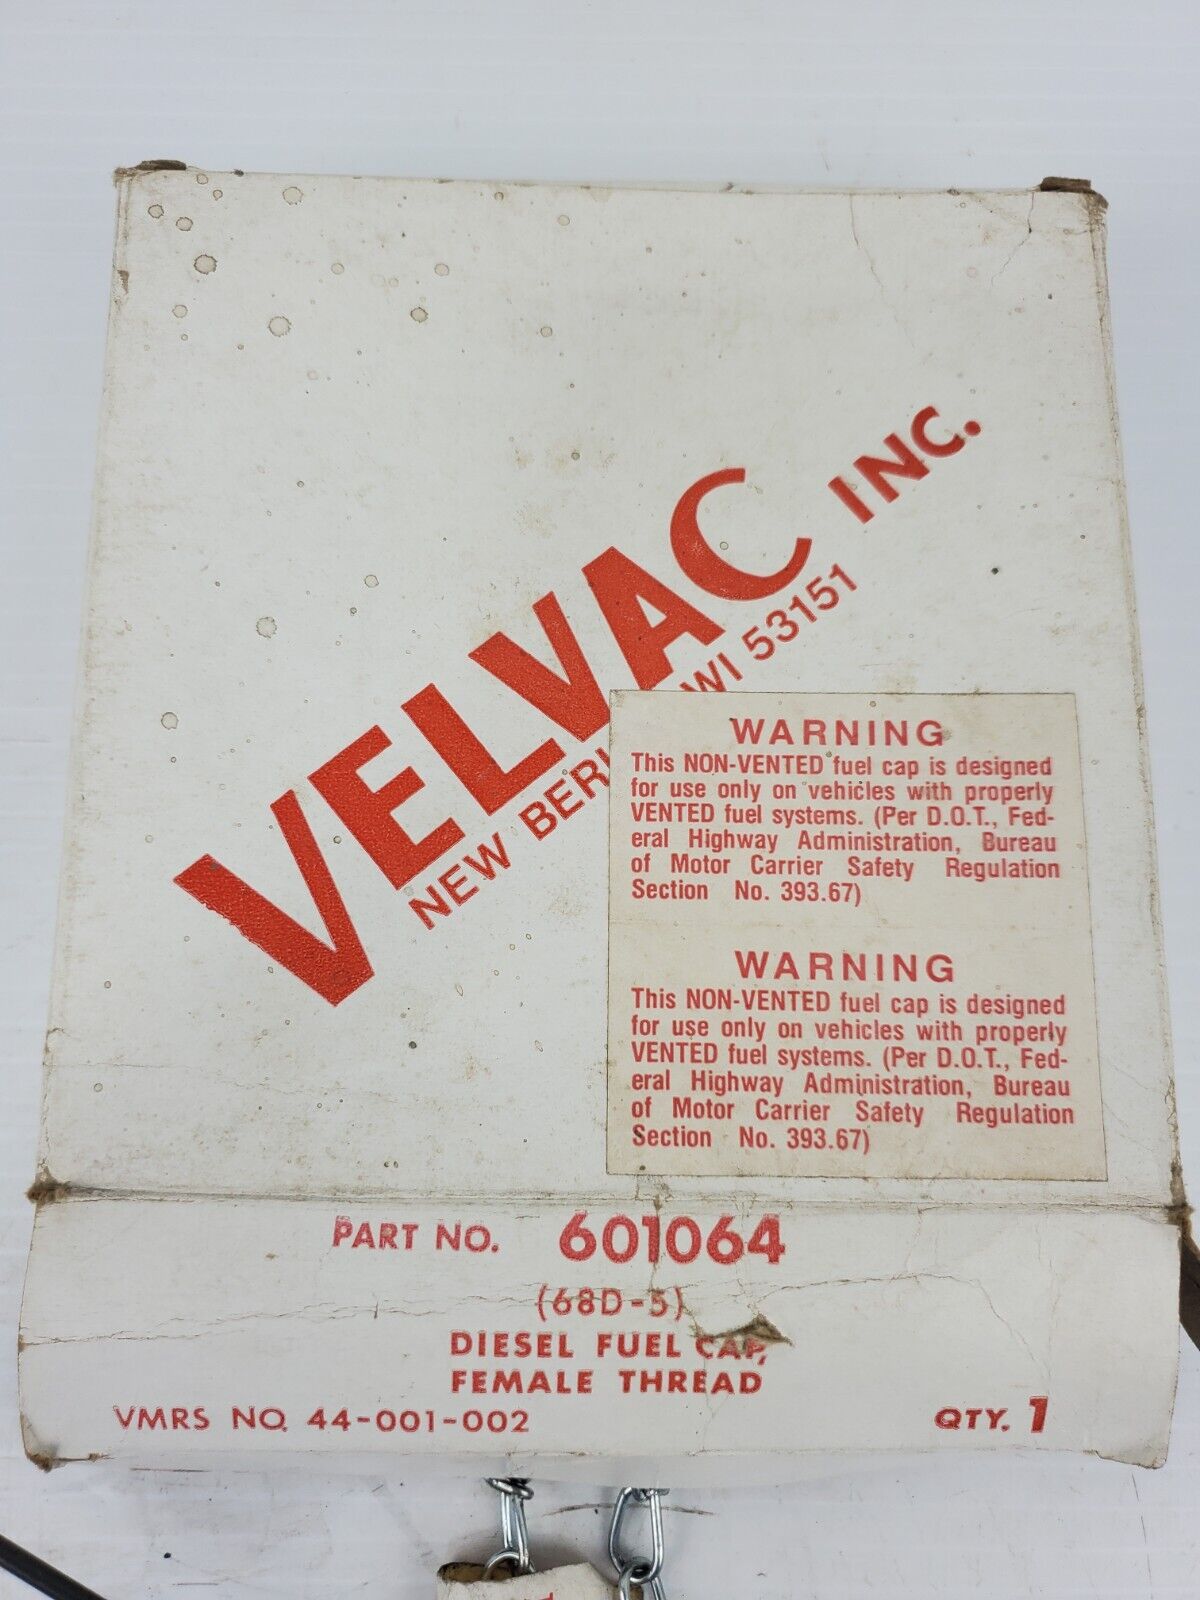 VELVAC INC.
NEW BERL WI 53151
WARNING
This NON-VENTED fuel cap is designed
for use only on vehicles with properly
VENTED fuel systems. (Per D.O.T., Fed-
eral Highway Administration, Bureau
of Motor Carrier Safety Regulation
Section No. 393.67)
WARNING
This NON-VENTED fuel cap is designed
for use only on vehicles with properly
VENTED fuel systems. (Per D.O.T., Fed-
eral Highway Administration, Bureau
of Motor Carrier Safety Regulation
Section No. 393.67)
PART NO. 601064
(68D-5)
DIESEL FUEL CAP,
FEMALE THREAD
VMRS NO. 44-001-002 QTY. 1